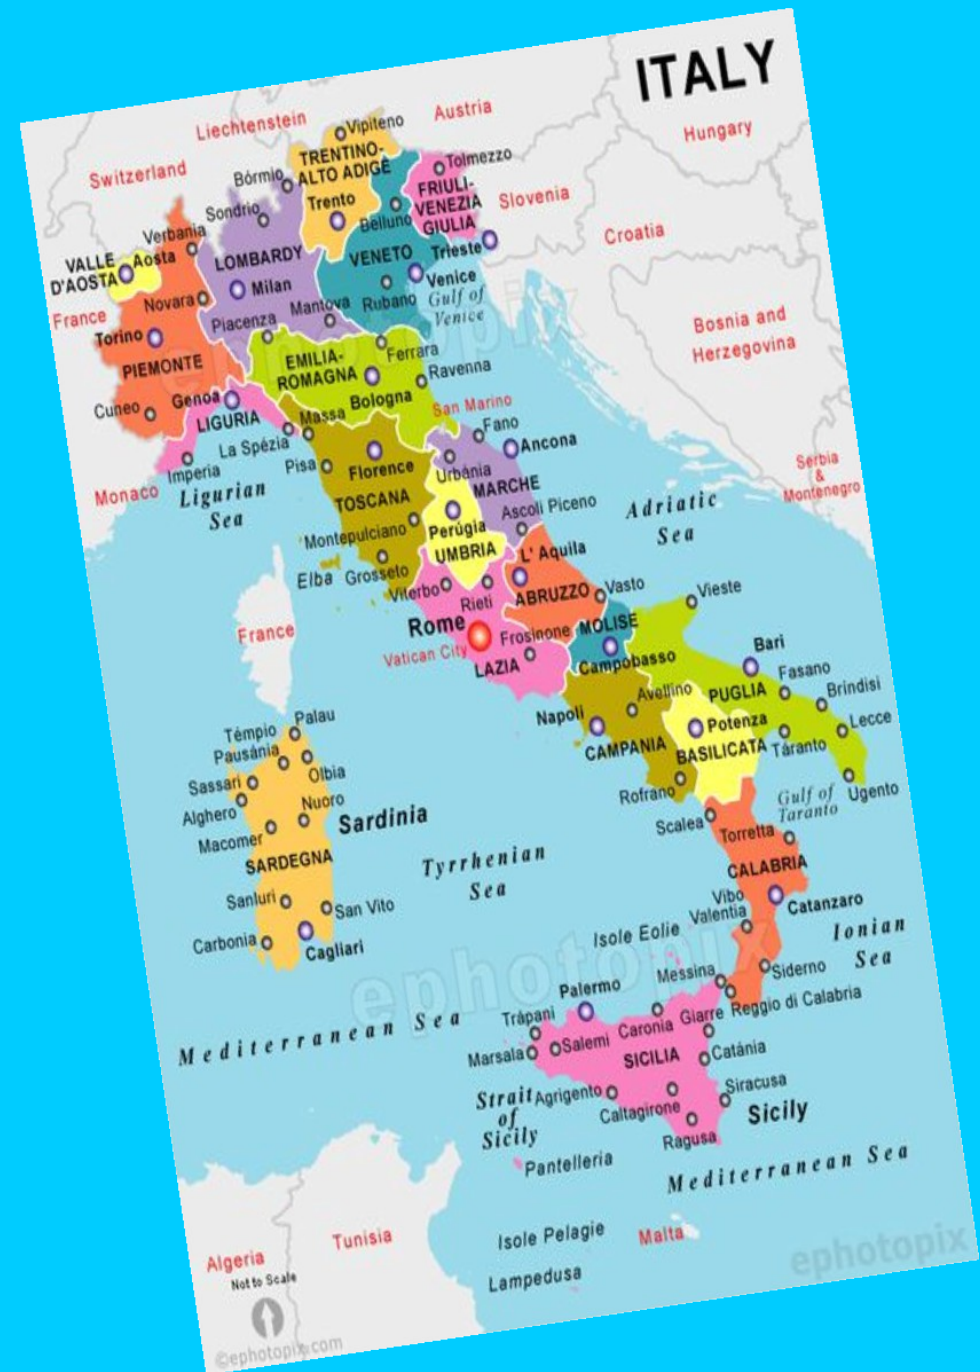 ITALY
Liechtenstein
Austria
Hungary
Switzerland
Vipiteno
TRENTINO-
ALTO ADIGE
Trento
Bórmio
Sondrio
Tolmezzo
FRIULI-
VENEZIA
GIULIA
Slovenia
Croatia
Belluno
Verbania
VALLE
D'AOSTA
Aosta
LOMBARDY
VENETO
Trieste
Milan
Venice
Novara
Mantova
Rubano
Gulf of
Venice
France
Piacenza
Torino
PIEMONTE
EMILIA-
ROMAGNA
Ferrara
Ravenna
Bologna
Bosnia and
Herzegovina
Cuneo
Genoa
LIGURIA
Massa
San Marino
La Spézia
Fano
Ancona
Imperia
Pisa
Florence
Urbánia
MARCHE
Monaco
Ligurian
Sea
TOSCANA
Ascoli Piceno
Adriatic
Sea
Serbia
&
Montenegro
Montepulciano
Perúgia
UMBRIA
L' Aquila
Elba
Grosseto
Viterbo
Rieti
ABRUZZO
Vasto
Vieste
France
Rome
Vatican City
Frosinone
MOLISE
LAZIA
Campobasso
Bari
Fasano
Brindisi
Lecce
Avellino
PUGLIA
Napoli
Potenza
CAMPANIA
BASILICATA
Táranto
Rofrano
Gulf of
Taranto
Ugento
Palau
Témpio
Pausánia
Olbia
Sassari
Alghero
Nuoro
Macomer
Sardinia
SARDEGNA
Scalea
Torretta
CALABRIA
Tyrrhenian
Sea
Sanluri
San Vito
Carbonia
Cagliari
Vibo
Valentia
Catanzaro
Ionian
Sea
Isole Eolie
Messina
Siderno
Reggio di Calabria
ephotopix
Mediterranean Sea
Palermo
Trápani
Marsala
Salemi
Caronia
Giarre
SICILIA
Catánia
Strait
of
Sicily
Agrigento
Caltagirone
Siracusa
Sicily
Ragusa
Pantelleria
Mediterranean Sea
Algeria
Tunisia
Isole Pelagie
Malta
Lampedusa
Not to Scale
ephotopix
©ephotopix.com